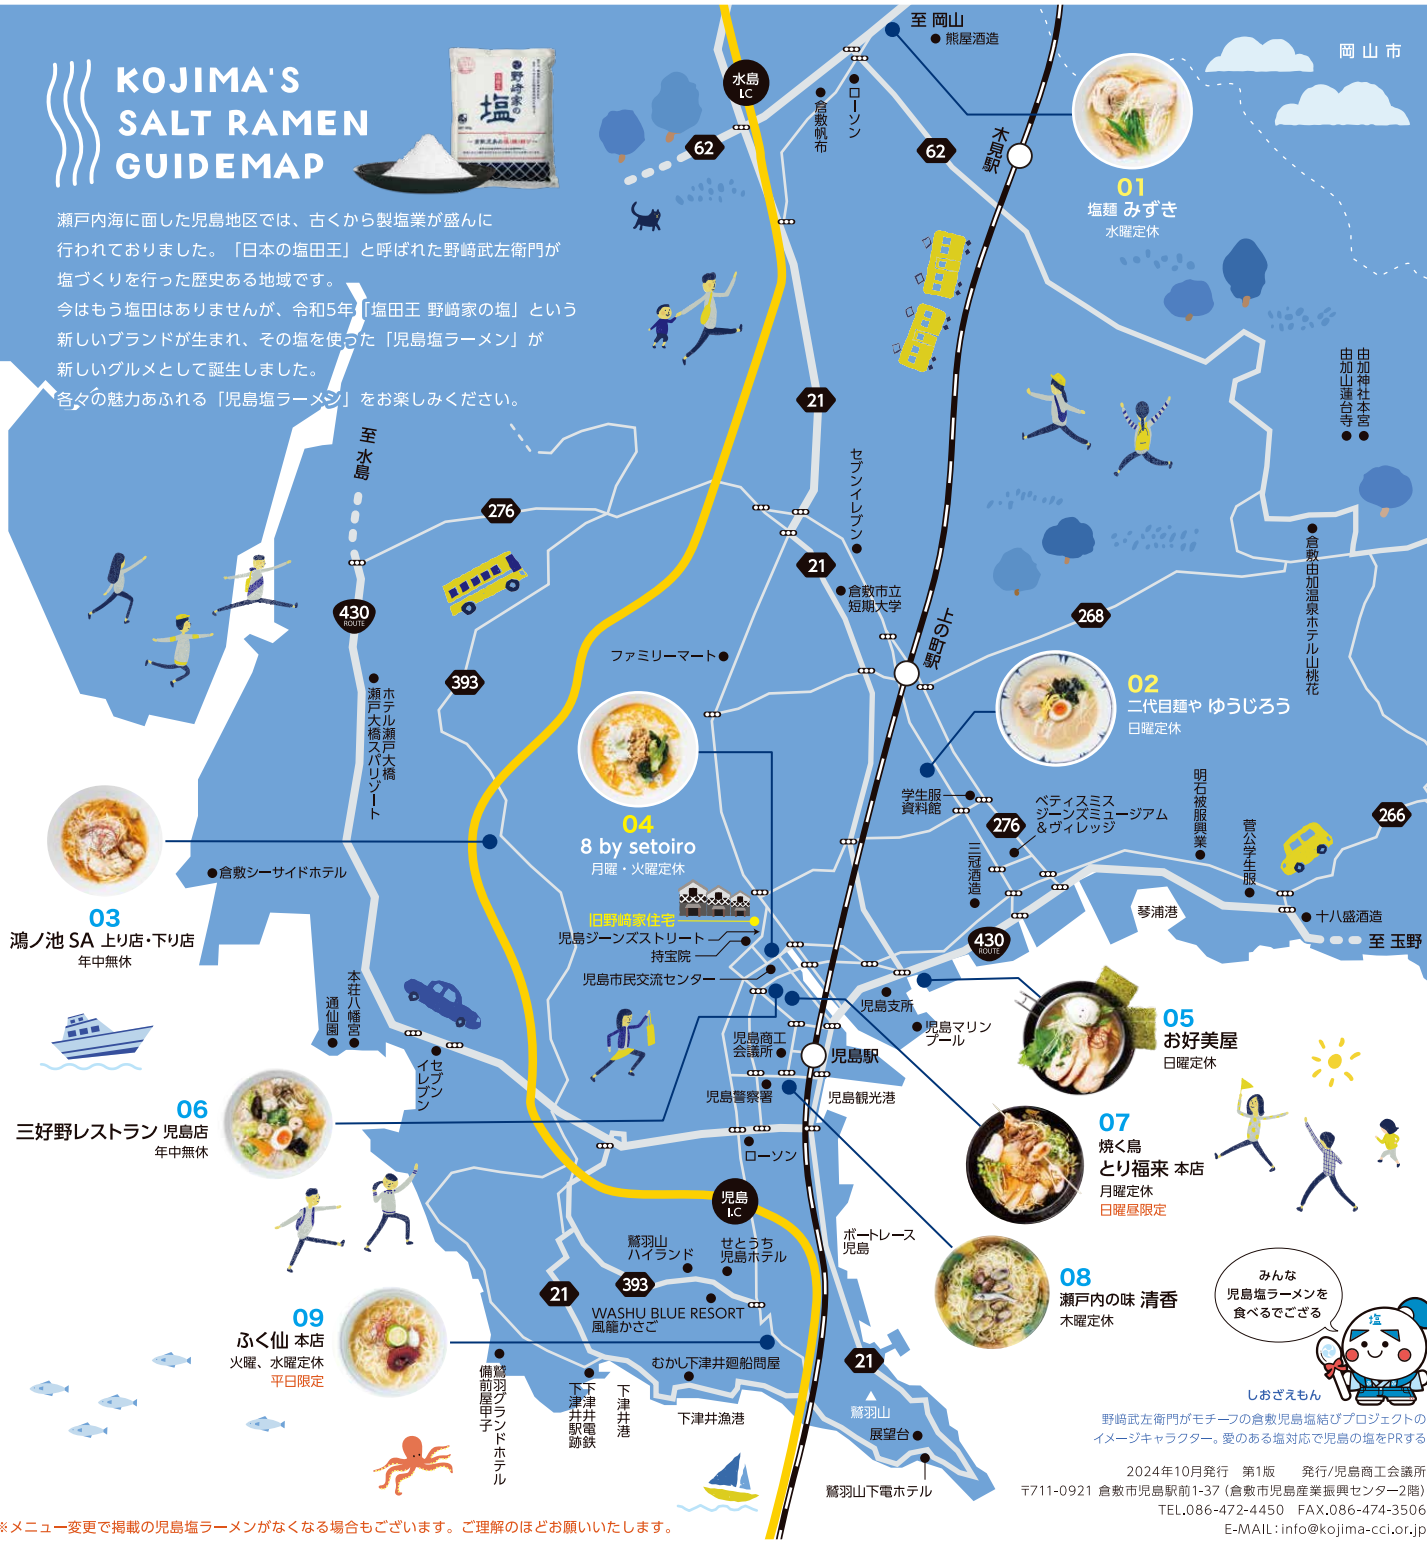 KOJIMA'S
SALT RAMEN
GUIDEMAP
野﨑家の
塩
瀬戸内海に面した児島地区では、古くから製塩業が盛んに
行われておりました。「日本の塩田王」と呼ばれた野﨑武左衛門が
塩づくりを行った歴史ある地域です。
今はもう塩田はありませんが、令和5年「塩田王 野﨑家の塩」という
新しいブランドが生まれ、その塩を使った「児島塩ラーメン」が
新しいグルメとして誕生しました。
各々の魅力あふれる「児島塩ラーメン」をお楽しみください。
至 岡山
熊屋酒造
岡山市
水島
I.C
倉敷帆布
ローソン
62
62
木見駅
01
塩麺 みずき
水曜定休
由加神社本宮
由加山蓮台寺
21
至 水島
セブンイレブン
276
21
倉敷市立
短期大学
倉敷由加温泉ホテル山桃花
430
ROUTE
268
上の町駅
ファミリーマート
393
ホテル瀬戸大橋
瀬戸大橋スパリゾート
02
二代目麺や ゆうじろう
日曜定休
学生服
資料館
276
ベティスミス
ジーンズミュージアム
&ヴィレッジ
明石被服興業
菅公学生服
266
三冠酒造
04
8 by setoiro
月曜・火曜定休
倉敷シーサイドホテル
03
鴻ノ池 SA 上り店・下り店
年中無休
旧野﨑家住宅
児島ジーンズストリート
持宝院
児島市民交流センター
琴浦港
十八盛酒造
至 玉野
430
ROUTE
本荘八幡宮
通仙園
児島支所
児島マリン
プール
05
お好美屋
日曜定休
児島商工
会議所
児島駅
セブン
イレブン
児島警察署
児島観光港
06
三好野レストラン 児島店
年中無休
07
焼く鳥
とり福来 本店
月曜定休
日曜昼限定
ローソン
児島
I.C
ボートレース
児島
鷲羽山
ハイランド
せとうち
児島ホテル
393
21
WASHU BLUE RESORT
風籠かさご
08
瀬戸内の味 清香
木曜定休
みんな
児島塩ラーメンを
食べるでござる
塩
09
ふく仙 本店
火曜、水曜定休
平日限定
むかし下津井廻船問屋
21
鷲羽グランドホテル
備前屋甲子
下津井電鉄
下津井駅跡
下津井港
下津井漁港
鷲羽山
展望台
鷲羽山下電ホテル
しおざえもん
野﨑武左衛門がモチーフの倉敷児島塩結びプロジェクトの
イメージキャラクター。愛のある塩対応で児島の塩をPRする
2024年10月発行 第1版 発行/児島商工会議所
〒711-0921 倉敷市児島駅前1-37 (倉敷市児島産業振興センター2階)
TEL.086-472-4450 FAX.086-474-3506
E-MAIL:info@kojima-cci.or.jp
※メニュー変更で掲載の児島塩ラーメンがなくなる場合もございます。ご理解のほどお願いいたします。